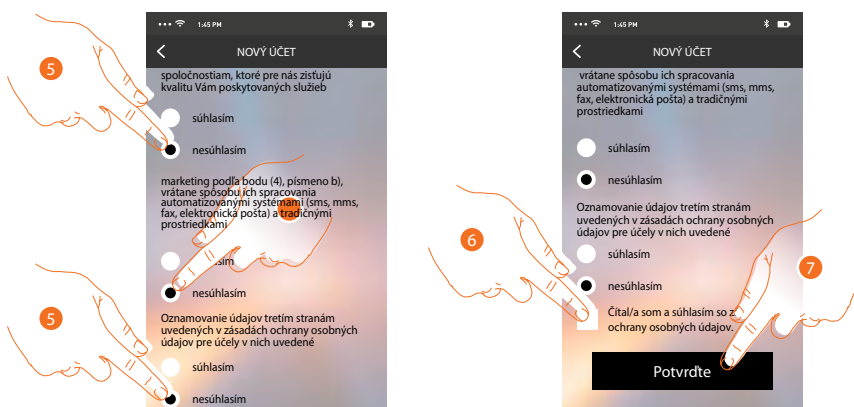 1:45 PM
NOVÝ ÚČET
spoločnostiam, ktoré pre nás zisťujú
kvalitu Vám poskytovaných služieb
súhlasím
nesúhlasím
marketing podľa bodu (4), písmeno b),
vrátane spôsobu ich spracovania
automatizovanými systémami (sms, mms,
fax, elektronická pošta) a tradičnými
prostriedkami
súhlasím
nesúhlasím
Oznamovanie údajov tretím stranám
uvedených v zásadách ochrany osobných
údajov pre účely v nich uvedené
súhlasím
nesúhlasím
5
5
1:45 PM
NOVÝ ÚČET
vrátane spôsobu ich spracovania
automatizovanými systémami (sms, mms,
fax, elektronická pošta) a tradičnými
prostriedkami
súhlasím
nesúhlasím
Oznamovanie údajov tretím stranám
uvedených v zásadách ochrany osobných
údajov pre účely v nich uvedené
súhlasím
nesúhlasím
Čítal/a som a súhlasím so
ochrany osobných údajov.
Potvrďte
6
7